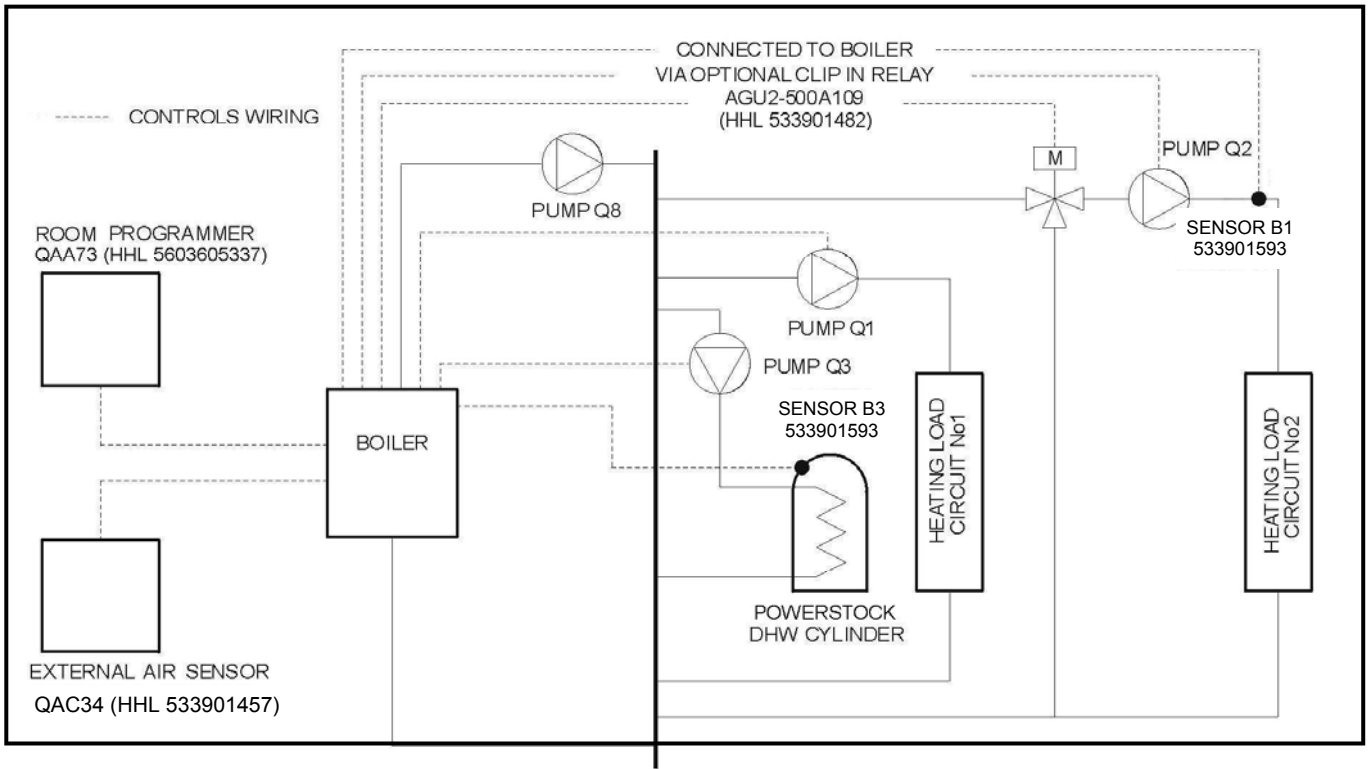 CONNECTED TO BOILER
VIA OPTIONAL CLIP IN RELAY
AGU2-500A109
(HHL 533901482)
CONTROLS WIRING
M
PUMP Q2
PUMP Q8
SENSOR B1
533901593
ROOM PROGRAMMER
QAA73 (HHL 5603605337)
PUMP Q1
PUMP Q3
SENSOR B3
533901593
BOILER
HEATING LOAD
CIRCUIT No1
HEATING LOAD
CIRCUIT No2
POWERSTOCK
DHW CYLINDER
EXTERNAL AIR SENSOR
QAC34 (HHL 533901457)